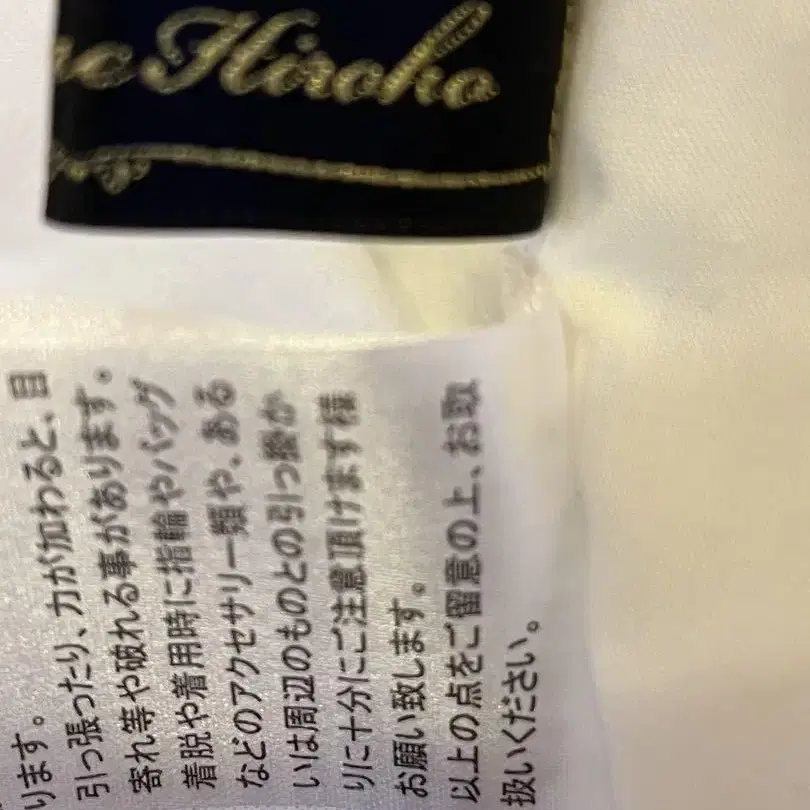 Hiroko
ります。
引っ張ったり、力が加わると、目
寄れ等や破れる事があります。
着脱や着用時に指輪やバッグ
などのアクセサリー類や、ある
いは周辺のものとの引っ掛か
りに十分にご注意頂けます様
お願い致します。
以上の点をご留意の上、お取
扱いください。